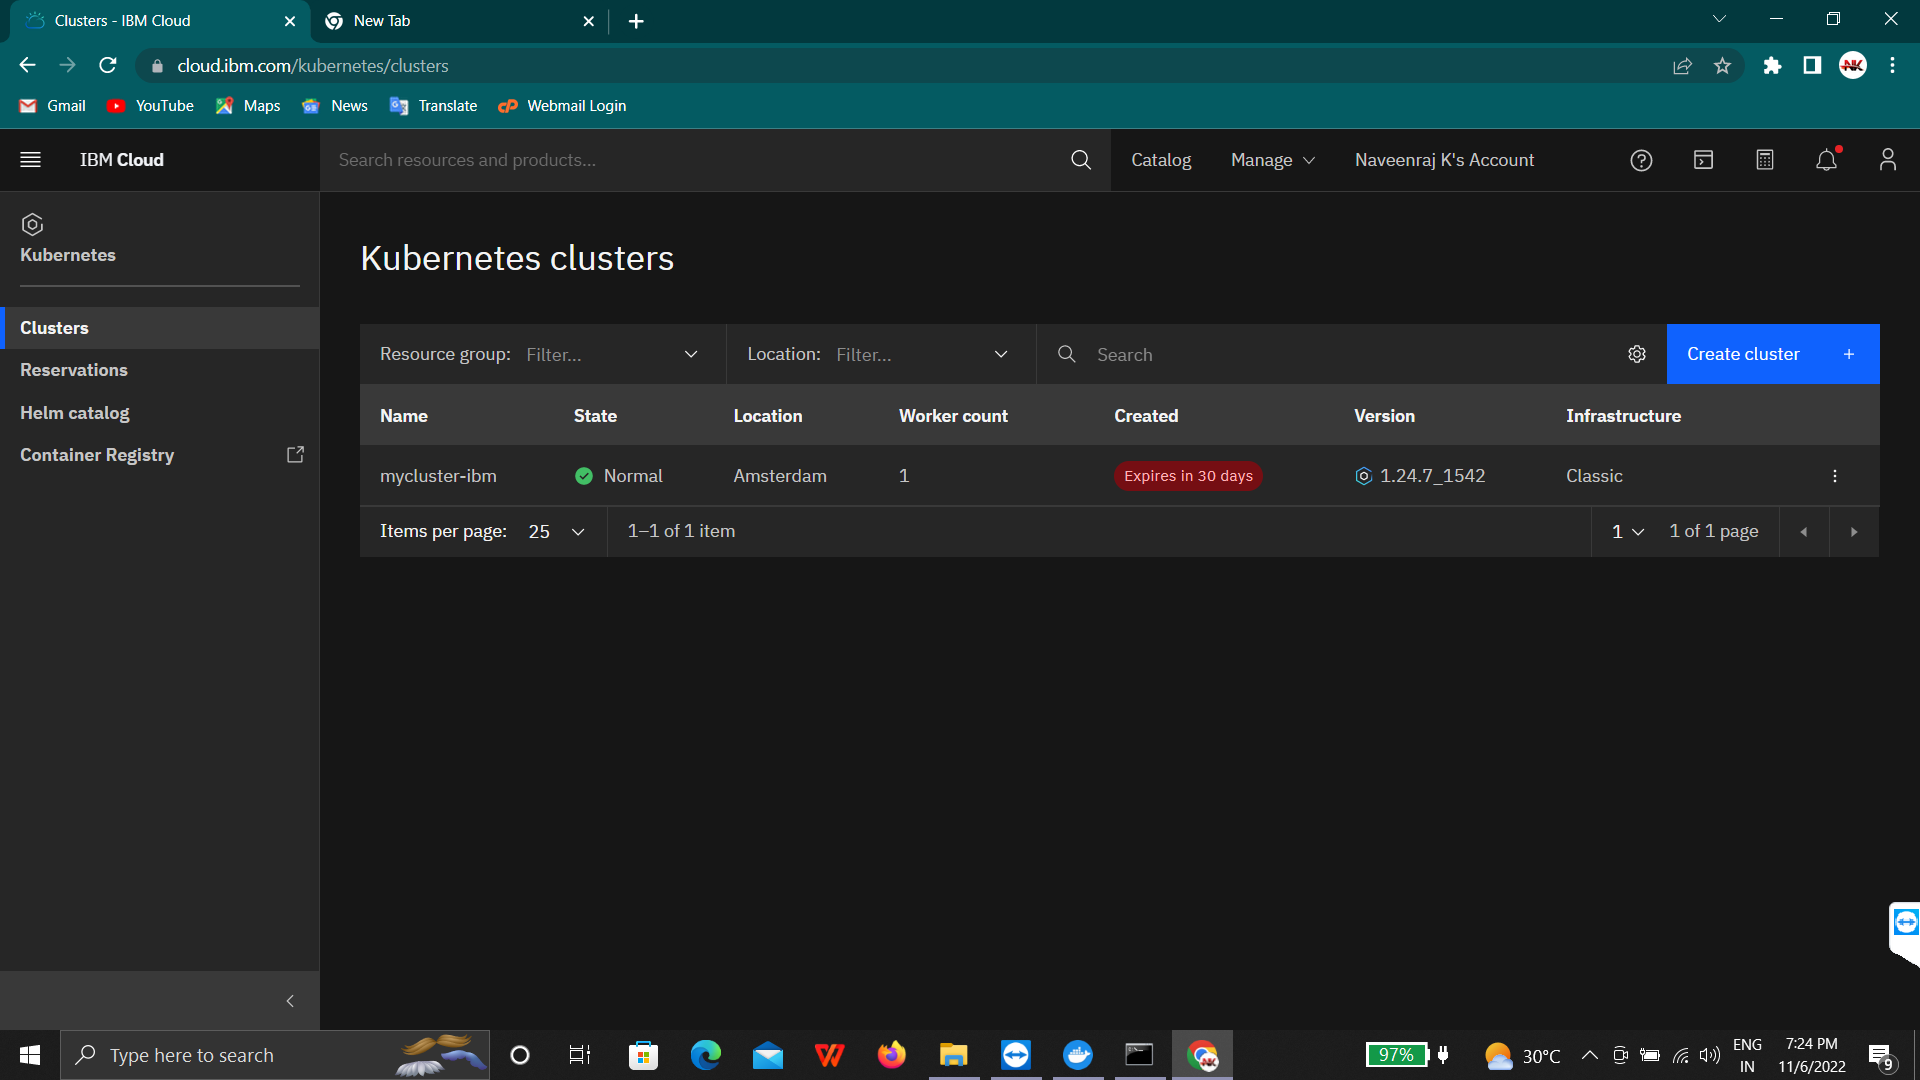 Clusters - IBM Cloud
New Tab
cloud.ibm.com/kubernetes/clusters
NK
Gmail
YouTube
Maps
News
Translate
Webmail Login
IBM Cloud
Search resources and products...
Catalog
Manage
Naveenraj K's Account
Kubernetes
Clusters
Reservations
Helm catalog
Container Registry
Kubernetes clusters
Resource group: Filter...
Location: Filter...
Search
Create cluster +
Name State Location Worker count Created Version Infrastructure
mycluster-ibm Normal Amsterdam 1 Expires in 30 days 1.24.7_1542 Classic
Items per page: 25 1–1 of 1 item 1 1 of 1 page
Type here to search
97%
30°C
ENG
IN
7:24 PM
11/6/2022
9